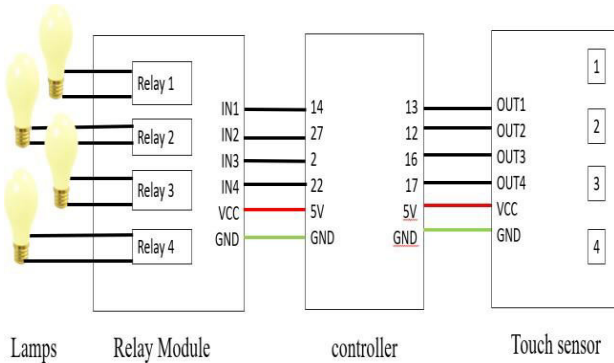 Relay 1
Relay 2
Relay 3
Relay 4
IN1
IN2
IN3
IN4
VCC
GND
14
27
2
22
5V
GND
13
12
16
17
5V
GND
OUT1
OUT2
OUT3
OUT4
VCC
GND
1
2
3
4
Lamps
Relay Module
controller
Touch sensor